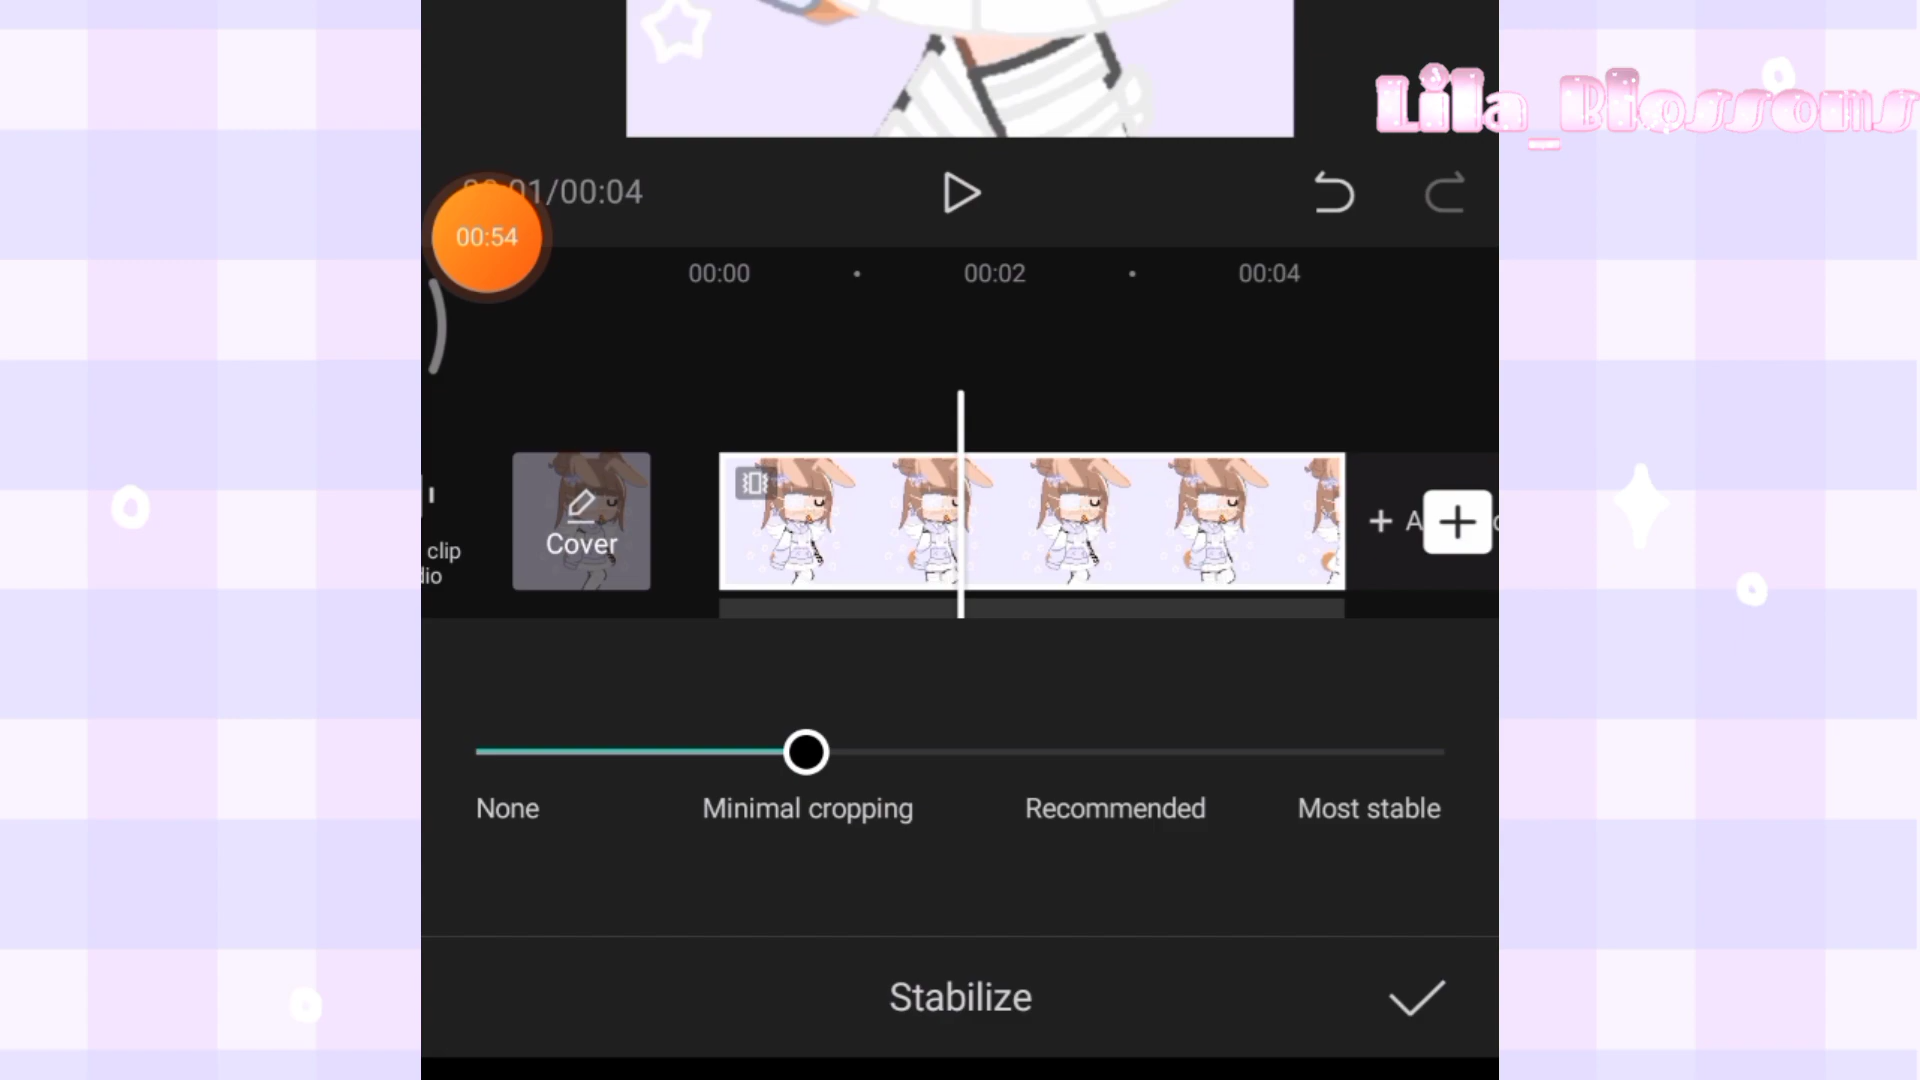 Lila_Blossoms
01/00:04
00:54
00:00
00:02
00:04
clip
Cover
+ A
None
Minimal cropping
Recommended
Most stable
Stabilize